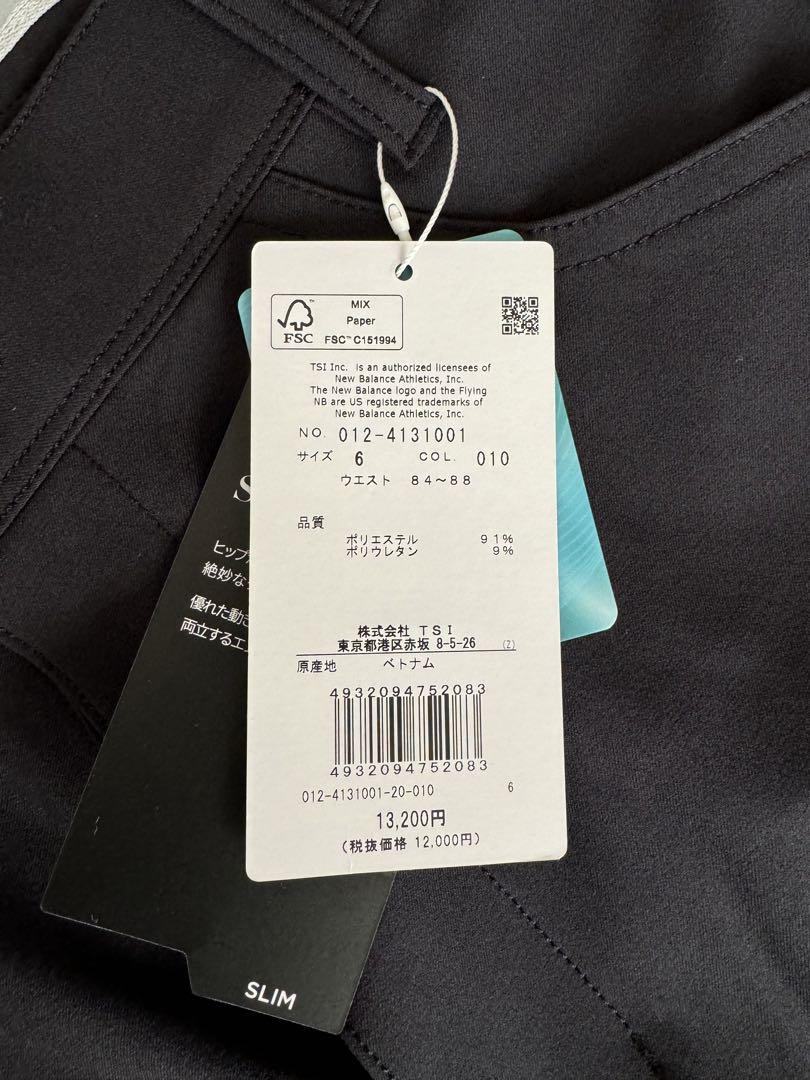 MIX
Paper
FSC™ C151994
FSC
TSI Inc. is an authorized licensees of
New Balance Athletics, Inc.
The New Balance logo and the Flying
NB are US registered trademarks of
New Balance Athletics, Inc.
NO. 012-4131001
サイズ 6 COL. 010
ウエスト 84～88
品質
ポリエステル 91%
ポリウレタン 9%
株式会社 TSI
東京都港区赤坂 8-5-26 (Z)
原産地 ベトナム
4932094752083
4932094752083
012-4131001-20-010 6
13,200円
(税抜価格 12,000円)
S
ヒップ
絶妙な
優れた動き
両立する
SLIM